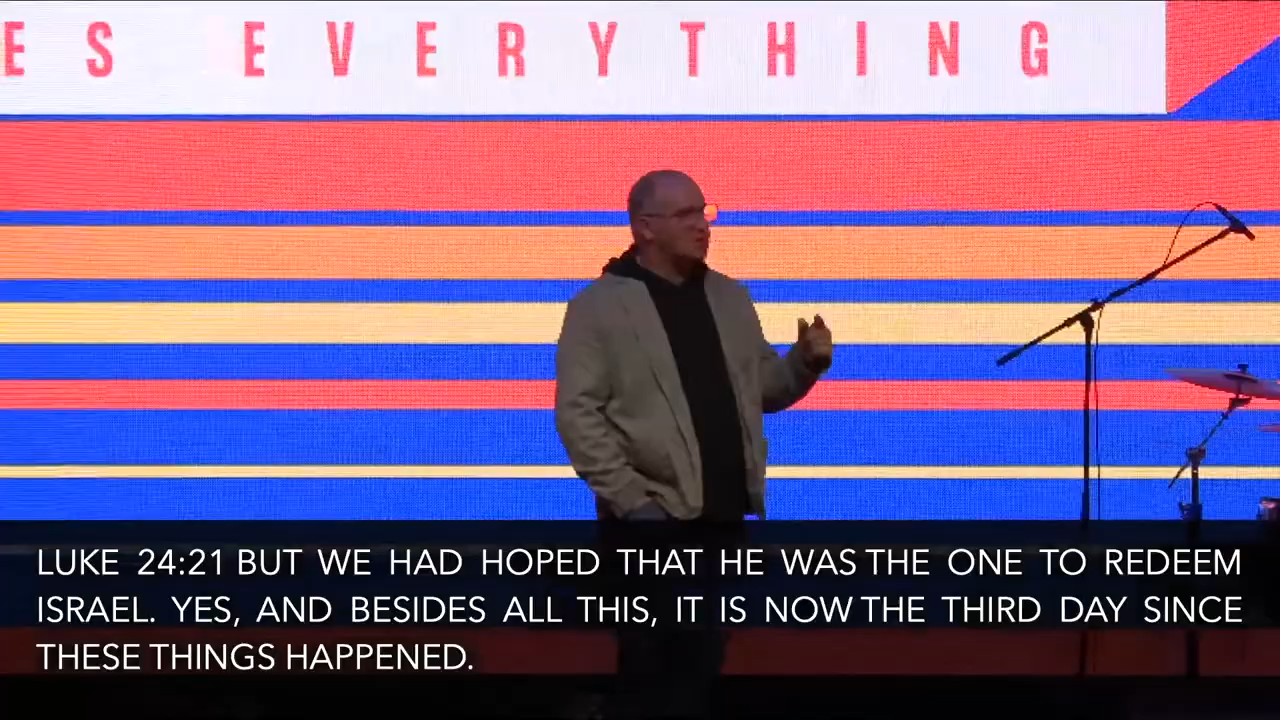 ES EVERYTHING
LUKE 24:21 BUT WE HAD HOPED THAT HE WAS THE ONE TO REDEEM
ISRAEL. YES, AND BESIDES ALL THIS, IT IS NOW THE THIRD DAY SINCE
THESE THINGS HAPPENED.